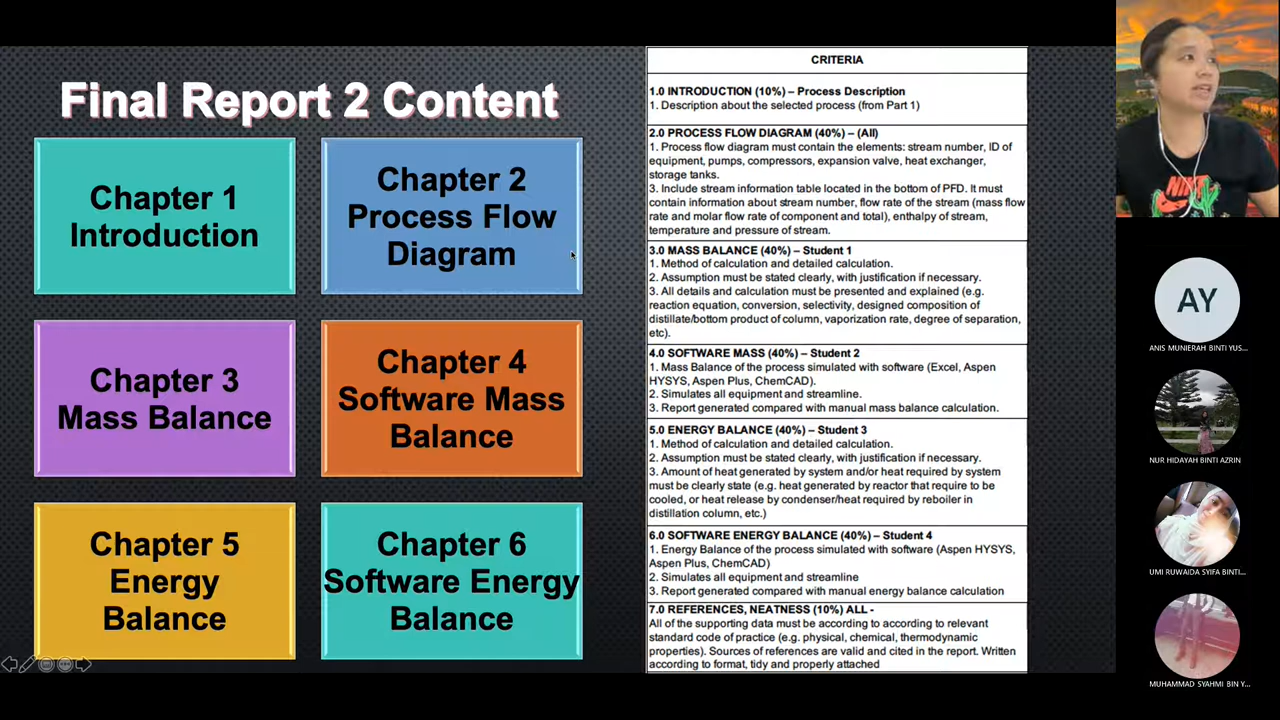 Final Report 2 Content
Chapter 1
Introduction
Chapter 2
Process Flow
Diagram
Chapter 3
Mass Balance
Chapter 4
Software Mass
Balance
Chapter 5
Energy
Balance
Chapter 6
Software Energy
Balance
CRITERIA
1.0 INTRODUCTION (10%) – Process Description
1. Description about the selected process (from Part 1)
2.0 PROCESS FLOW DIAGRAM (40%) – (All)
1. Process flow diagram must contain the elements: stream number, ID of
equipment, pumps, compressors, expansion valve, heat exchanger,
storage tanks.
3. Include stream information table located in the bottom of PFD. It must
contain information about stream number, flow rate of the stream (mass flow
rate and molar flow rate of component and total), enthalpy of stream,
temperature and pressure of stream.
3.0 MASS BALANCE (40%) – Student 1
1. Method of calculation and detailed calculation.
2. Assumption must be stated clearly, with justification if necessary.
3. All details and calculation must be presented and explained (e.g.
reaction equation, conversion, selectivity, designed composition of
distillate/bottom product of column, vaporization rate, degree of separation,
etc).
4.0 SOFTWARE MASS (40%) – Student 2
1. Mass Balance of the process simulated with software (Excel, Aspen
HYSYS, Aspen Plus, ChemCAD).
2. Simulates all equipment and streamline.
3. Report generated compared with manual mass balance calculation.
5.0 ENERGY BALANCE (40%) – Student 3
1. Method of calculation and detailed calculation.
2. Assumption must be stated clearly, with justification if necessary.
3. Amount of heat generated by system and/or heat required by system
must be clearly state (e.g. heat generated by reactor that require to be
cooled, or heat release by condenser/heat required by reboiler in
distillation column, etc.)
6.0 SOFTWARE ENERGY BALANCE (40%) – Student 4
1. Energy Balance of the process simulated with software (Aspen HYSYS,
Aspen Plus, ChemCAD)
2. Simulates all equipment and streamline
3. Report generated compared with manual energy balance calculation
7.0 REFERENCES, NEATNESS (10%) ALL -
All of the supporting data must be according to according to relevant
standard code of practice (e.g. physical, chemical, thermodynamic
properties). Sources of references are valid and cited in the report. Written
according to format, tidy and properly attached
AY
ANIS MUNIERAH BINTI YUS...
NUR HIDAYAH BINTI AZRIN
UMI RUWAIDA SYIFA BINTI...
MUHAMMAD SYAHMI BIN Y...